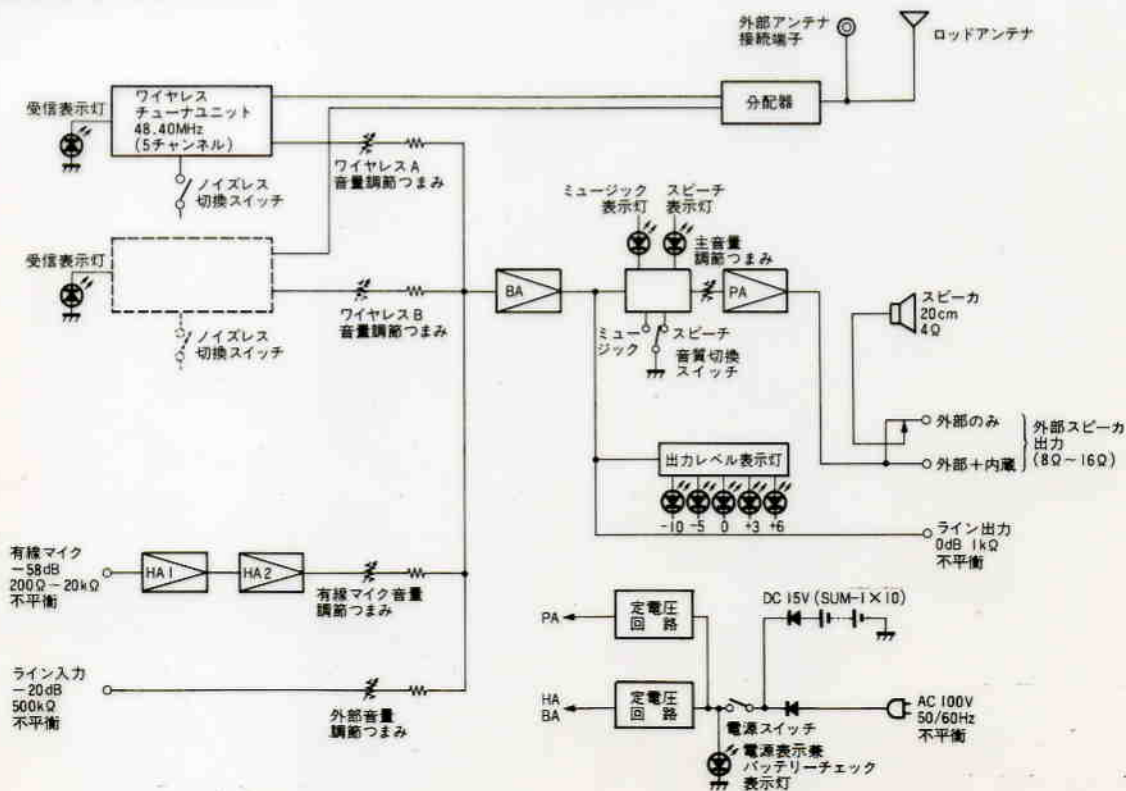 外部アンテナ
接続端子
ロッドアンテナ
受信表示灯
ワイヤレス
チューナユニット
48.40MHz
(5チャンネル)
分配器
ワイヤレスA
音量調節つまみ
ノイズレス
切換スイッチ
ミュージック
表示灯
スピーチ
表示灯
主音量
調節つまみ
受信表示灯
BA
PA
スピーカ
20cm
4Ω
ワイヤレスB
音量調節つまみ
ノイズレス
切換スイッチ
ミュー
ジック
スピーチ
音質切換
スイッチ
外部のみ
外部+内蔵
外部スピーカ
出力
(8Ω~16Ω)
出力レベル表示灯
-10 -5 0 +3 +6
ライン出力
0dB 1kΩ
不平衡
有線マイク
-58dB
200Ω~20kΩ
不平衡
HA1
HA2
有線マイク音量
調節つまみ
DC 15V (SUM-1×10)
PA
定電圧
回路
ライン入力
-20dB
500kΩ
不平衡
外部音量
調節つまみ
HA
BA
定電圧
回路
電源スイッチ
AC 100V
50/60Hz
不平衡
電源表示兼
バッテリーチェック
表示灯